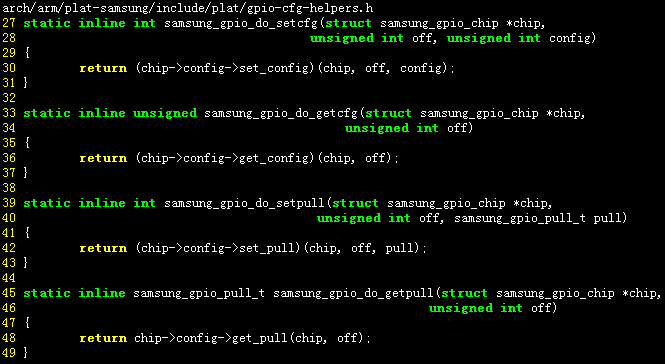 arch/arm/plat-samsung/include/plat/gpio-cfg-helpers.h
27 static inline int samsung_gpio_do_setcfg(struct samsung_gpio_chip *chip,
28                                          unsigned int off, unsigned int config)
29 {
30         return (chip->config->set_config)(chip, off, config);
31 }
32
33 static inline unsigned samsung_gpio_do_getcfg(struct samsung_gpio_chip *chip,
34                                               unsigned int off)
35 {
36         return (chip->config->get_config)(chip, off);
37 }
38
39 static inline int samsung_gpio_do_setpull(struct samsung_gpio_chip *chip,
40                                           unsigned int off, samsung_gpio_pull_t pull)
41 {
42         return (chip->config->set_pull)(chip, off, pull);
43 }
44
45 static inline samsung_gpio_pull_t samsung_gpio_do_getpull(struct samsung_gpio_chip *chip,
46                                                           unsigned int off)
47 {
48         return chip->config->get_pull(chip, off);
49 }